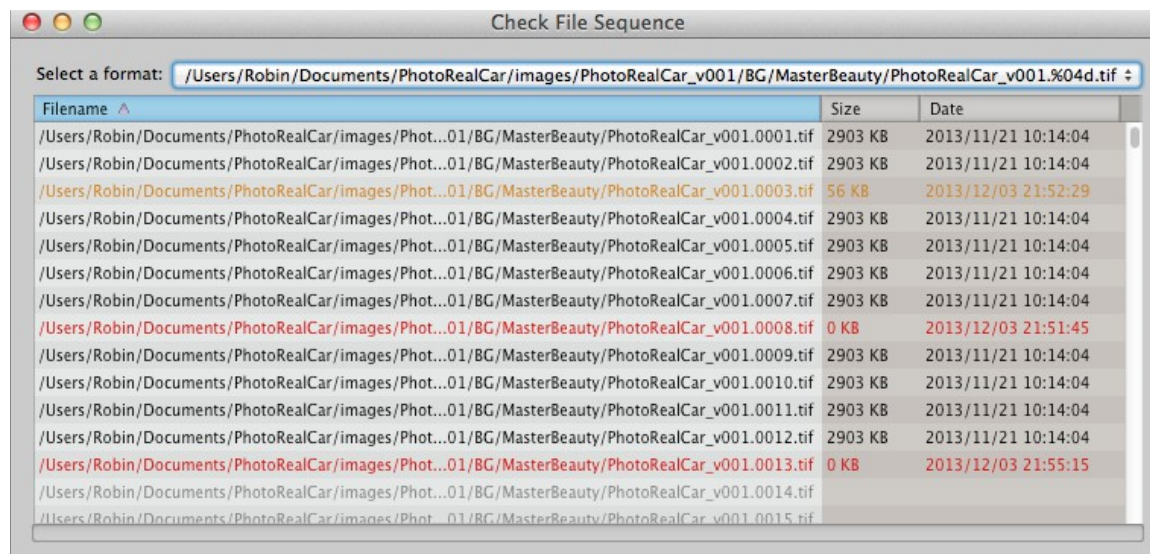 Check File Sequence
Select a format: /Users/Robin/Documents/PhotoRealCar/images/PhotoRealCar_v001/BG/MasterBeauty/PhotoRealCar_v001.%04d.tif
Filename Size Date
/Users/Robin/Documents/PhotoRealCar/images/Phot...01/BG/MasterBeauty/PhotoRealCar_v001.0001.tif 2903 KB 2013/11/21 10:14:04
/Users/Robin/Documents/PhotoRealCar/images/Phot...01/BG/MasterBeauty/PhotoRealCar_v001.0002.tif 2903 KB 2013/11/21 10:14:04
/Users/Robin/Documents/PhotoRealCar/images/Phot...01/BG/MasterBeauty/PhotoRealCar_v001.0003.tif 56 KB 2013/12/03 21:52:29
/Users/Robin/Documents/PhotoRealCar/images/Phot...01/BG/MasterBeauty/PhotoRealCar_v001.0004.tif 2903 KB 2013/11/21 10:14:04
/Users/Robin/Documents/PhotoRealCar/images/Phot...01/BG/MasterBeauty/PhotoRealCar_v001.0005.tif 2903 KB 2013/11/21 10:14:04
/Users/Robin/Documents/PhotoRealCar/images/Phot...01/BG/MasterBeauty/PhotoRealCar_v001.0006.tif 2903 KB 2013/11/21 10:14:04
/Users/Robin/Documents/PhotoRealCar/images/Phot...01/BG/MasterBeauty/PhotoRealCar_v001.0007.tif 2903 KB 2013/11/21 10:14:04
/Users/Robin/Documents/PhotoRealCar/images/Phot...01/BG/MasterBeauty/PhotoRealCar_v001.0008.tif 0 KB 2013/12/03 21:51:45
/Users/Robin/Documents/PhotoRealCar/images/Phot...01/BG/MasterBeauty/PhotoRealCar_v001.0009.tif 2903 KB 2013/11/21 10:14:04
/Users/Robin/Documents/PhotoRealCar/images/Phot...01/BG/MasterBeauty/PhotoRealCar_v001.0010.tif 2903 KB 2013/11/21 10:14:04
/Users/Robin/Documents/PhotoRealCar/images/Phot...01/BG/MasterBeauty/PhotoRealCar_v001.0011.tif 2903 KB 2013/11/21 10:14:04
/Users/Robin/Documents/PhotoRealCar/images/Phot...01/BG/MasterBeauty/PhotoRealCar_v001.0012.tif 2903 KB 2013/11/21 10:14:04
/Users/Robin/Documents/PhotoRealCar/images/Phot...01/BG/MasterBeauty/PhotoRealCar_v001.0013.tif 0 KB 2013/12/03 21:55:15
/Users/Robin/Documents/PhotoRealCar/images/Phot...01/BG/MasterBeauty/PhotoRealCar_v001.0014.tif
/Users/Robin/Documents/PhotoRealCar/images/Phot...01/BG/MasterBeauty/PhotoRealCar_v001.0015.tif